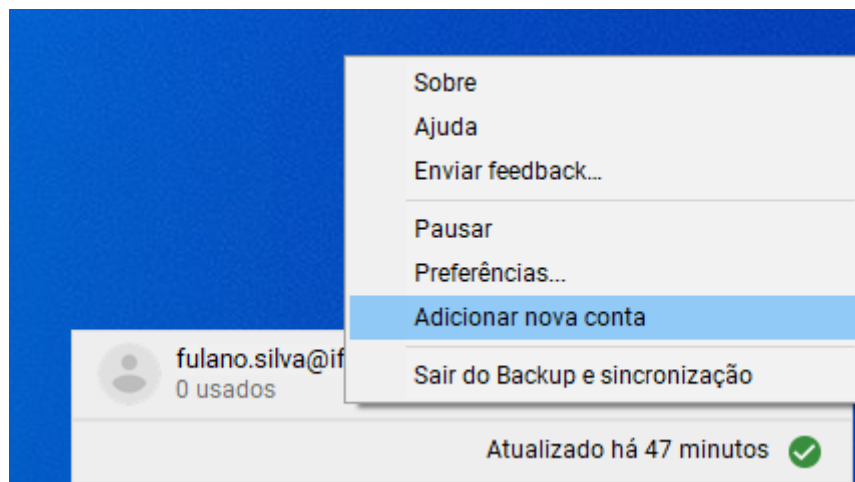 Sobre
Ajuda
Enviar feedback...
Pausar
Preferências...
Adicionar nova conta
Sair do Backup e sincronização
fulano.silva@if
0 usados
Atualizado há 47 minutos